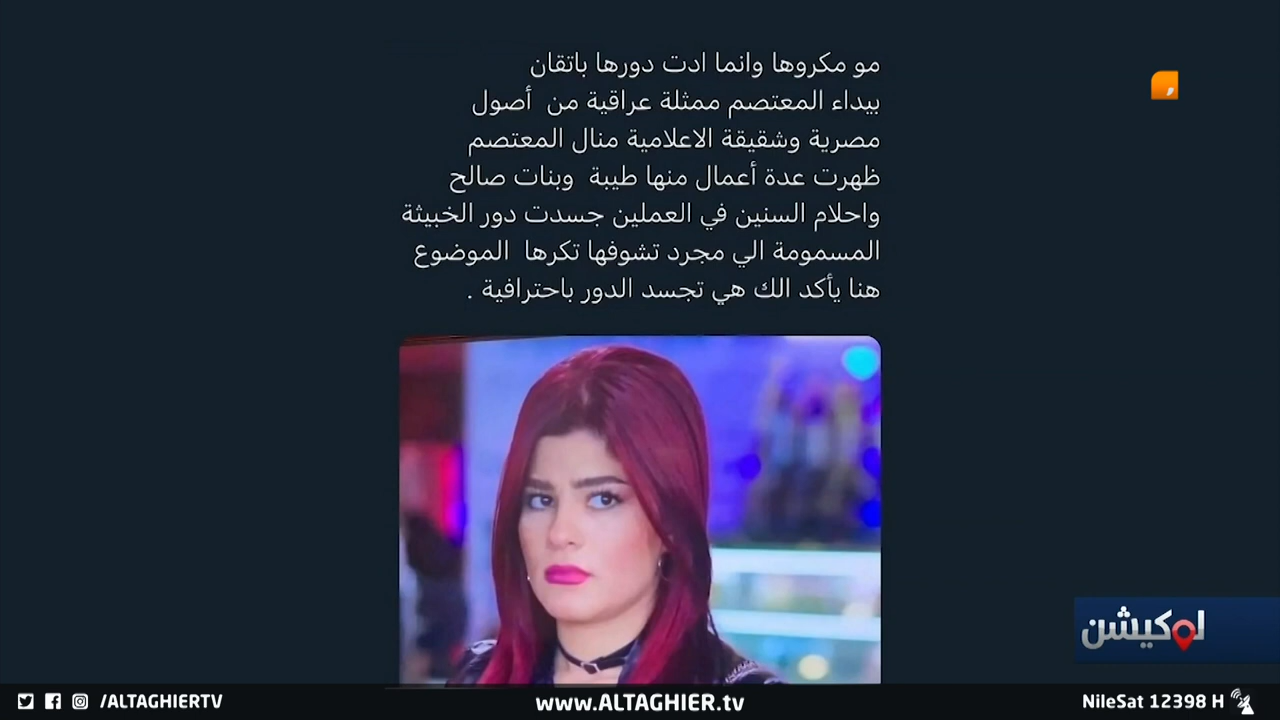 مو مكروها وانما ادت دورها باتقان
بيداء المعتصم ممثلة عراقية من أصول
مصرية وشقيقة الاعلامية منال المعتصم
ظهرت عدة أعمال منها طيبة وبنات صالح
واحلام السنين في العملين جسدت دور الخبيثة
المسمومة الي مجرد تشوفها تكرها الموضوع
هنا يأكد الك هي تجسد الدور باحترافية .
لوكيشن
/ALTAGHIERTV
www.ALTAGHIER.tv
NileSat 12398 H